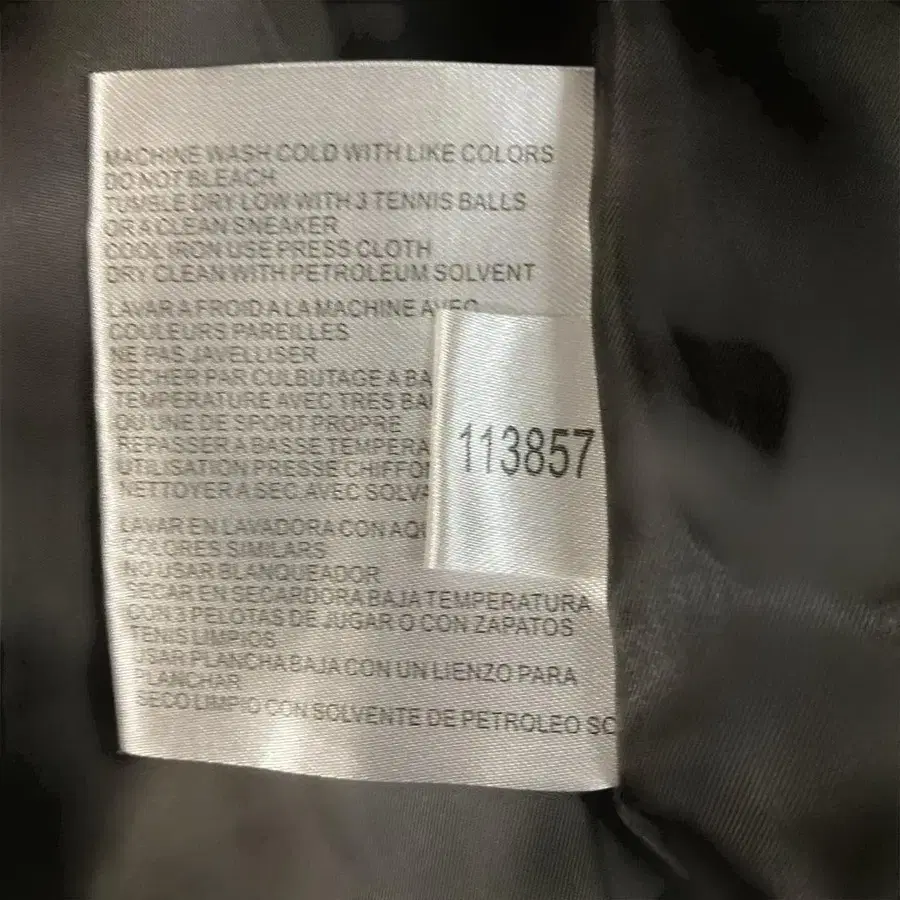 MACHINE WASH COLD WITH LIKE COLORS
DO NOT BLEACH
TUMBLE DRY LOW WITH 3 TENNIS BALLS
OR A CLEAN SNEAKER
COOL IRON USE PRESS CLOTH
DRY CLEAN WITH PETROLEUM SOLVENT
LAVAR A FROID A LA MACHINE AVEC
COULEURS PAREILLES
NE PAS JAVELLISER
SECHER PAR CULBUTAGE A BA
TEMPERATURE AVEC TRES BA
QU UNE DE SPORT PROPRE
REPASSER A BASSE TEMPERA
UTILISATION PRESSE CHIFFO
NETTOYER A SEC. AVEC SOLVA
113857
LAVAR EN LAVADORA CON AQU
COLORES SIMILARS
NO USAR BLANQUEADOR
SECAR EN SECARDORA BAJA TEMPERATURA
CON 3 PELOTAS DE JUGAR O CON ZAPATOS
TENIS LIMPIOS
USAR PLANCHA BAJA CON UN LIENZO PARA
PLANCHAR
SECO LIMPIO CON SOLVENTE DE PETROLEO SO